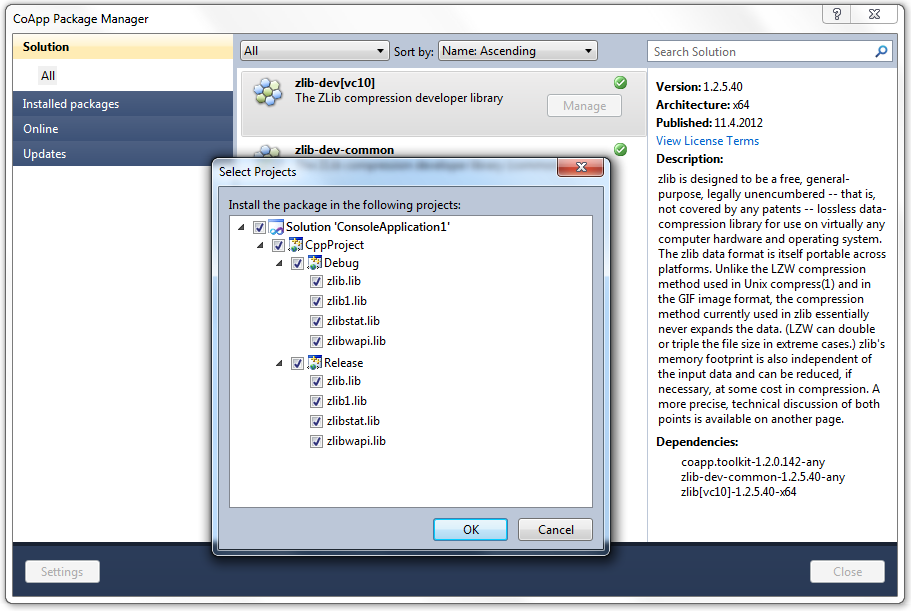 CoApp Package Manager
Solution
All
Installed packages
Online
Updates
All
Sort by: Name: Ascending
Search Solution
zlib-dev[vc10]
The ZLib compression developer library
Manage
zlib-dev-common
Select Projects
Install the package in the following projects:
Solution 'ConsoleApplication1'
CppProject
Debug
zlib.lib
zlib1.lib
zlibstat.lib
zlibwapi.lib
Release
zlib.lib
zlib1.lib
zlibstat.lib
zlibwapi.lib
OK
Cancel
Version: 1.2.5.40
Architecture: x64
Published: 11.4.2012
View License Terms
Description:
zlib is designed to be a free, general-
purpose, legally unencumbered -- that is,
not covered by any patents -- lossless data-
compression library for use on virtually any
computer hardware and operating system.
The zlib data format is itself portable across
platforms. Unlike the LZW compression
method used in Unix compress(1) and in
the GIF image format, the compression
method currently used in zlib essentially
never expands the data. (LZW can double
or triple the file size in extreme cases.) zlib's
memory footprint is also independent of
the input data and can be reduced, if
necessary, at some cost in compression. A
more precise, technical discussion of both
points is available on another page.
Dependencies:
coapp.toolkit-1.2.0.142-any
zlib-dev-common-1.2.5.40-any
zlib[vc10]-1.2.5.40-x64
Settings
Close